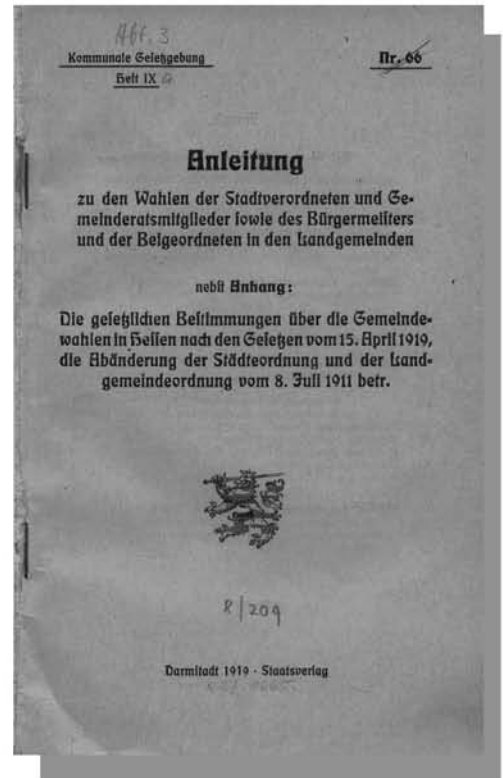 Abt. 3
Kommunale Gesetzgebung
Heft IX a
Nr. 66
Anleitung
zu den Wahlen der Stadtverordneten und Ge-
meinderatsmitglieder sowie des Bürgermeisters
und der Beigeordneten in den Landgemeinden
nebst Anhang:
Die gesetzlichen Bestimmungen über die Gemeinde-
wahlen in Hessen nach den Gesetzen vom 15. April 1919,
die Abänderung der Städteordnung und der Land-
gemeindeordnung vom 8. Juli 1911 betr.
8/209
Darmstadt 1919 · Staatsverlag